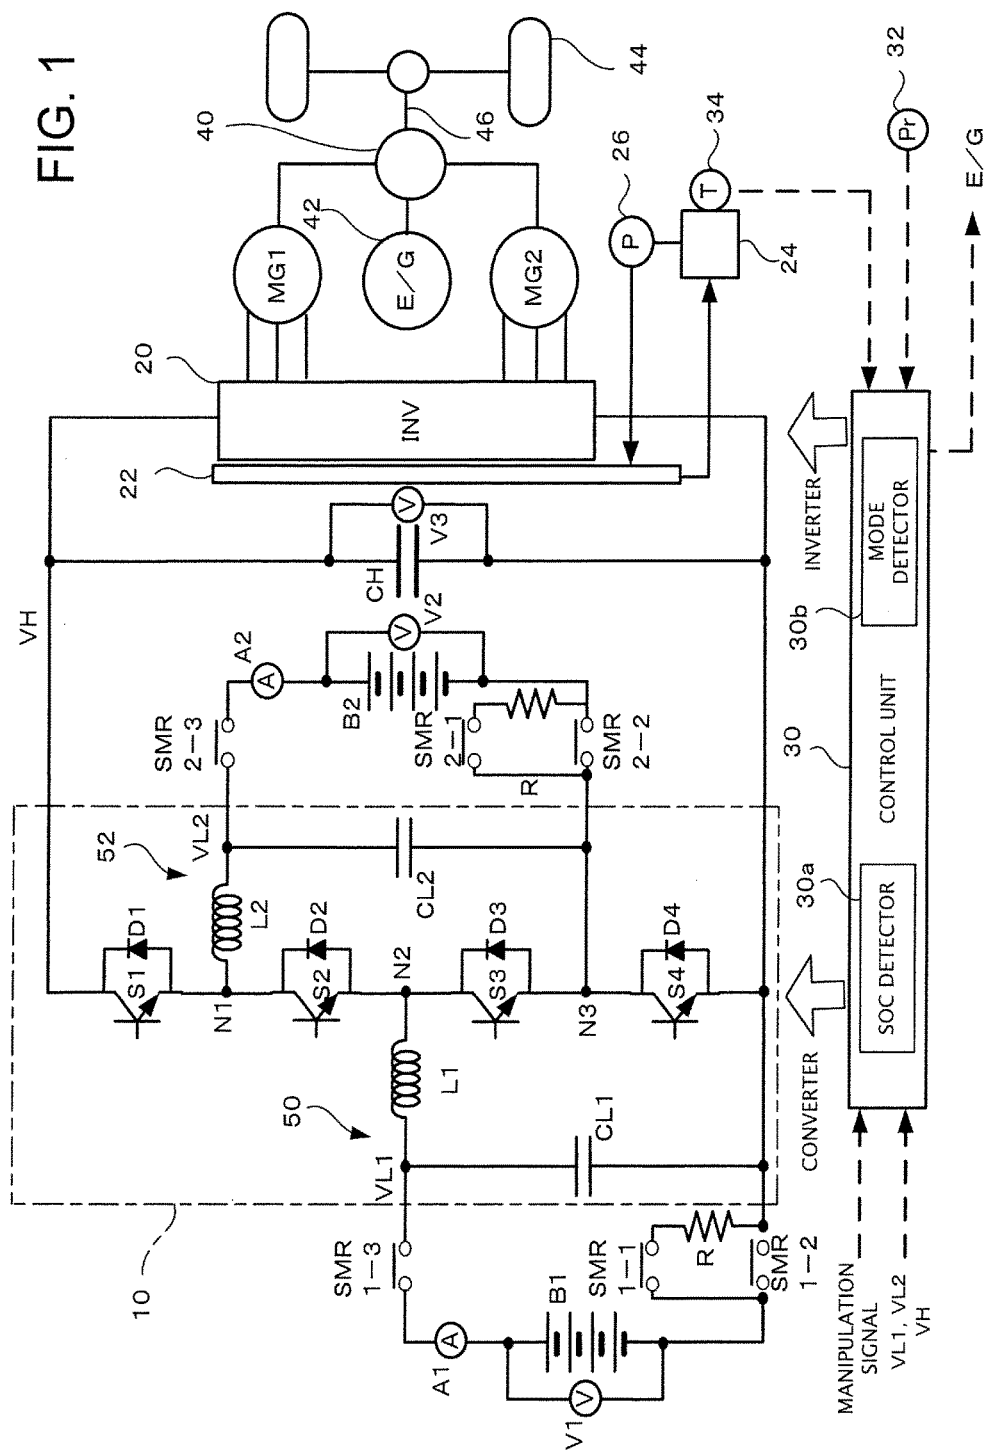 FIG. 1
VH
10
50
52
VL1
VL2
L1
L2
CL1
CL2
N1
N2
N3
S1
D1
S2
D2
S3
D3
S4
D4
SMR
1—3
A1
A
B1
V1
V
SMR
1—1
R
SMR
1—2
SMR
2—3
A2
A
B2
V2
V
SMR
2—1
R
SMR
2—2
CH
V3
V
22
20
INV
MG1
42
E/G
MG2
40
46
44
26
P
24
34
T
32
Pr
E/G
MANIPULATION
SIGNAL
VL1, VL2
VH
CONVERTER
INVERTER
30a
SOC DETECTOR
30
CONTROL UNIT
30b
MODE
DETECTOR